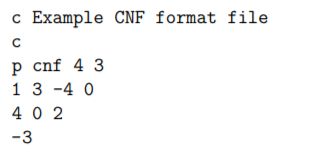 c Example CNF format file
c
p cnf 4 3
1 3 -4 0
4 0 2
-3